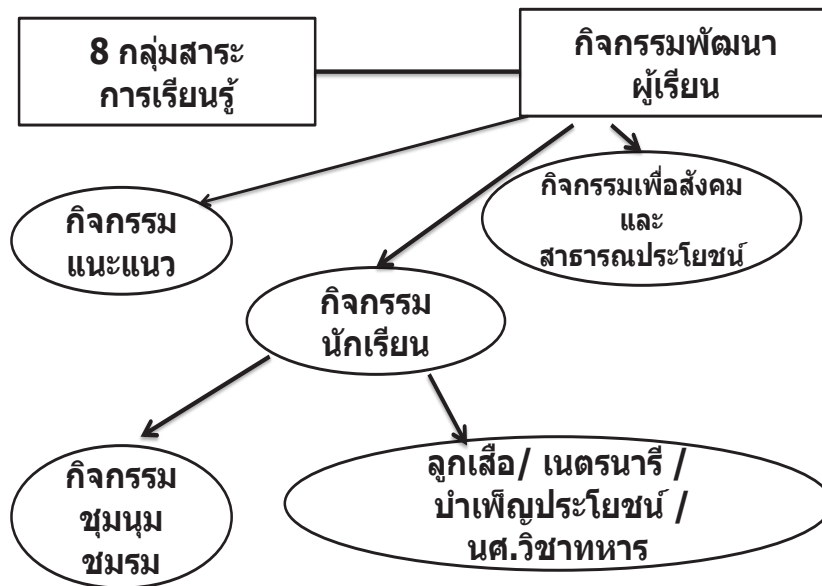 8 กลุ่มสาระ
การเรียนรู้
กิจกรรมพัฒนา
ผู้เรียน
กิจกรรม
แนะแนว
กิจกรรมเพื่อสังคม
และ
สาธารณประโยชน์
กิจกรรม
นักเรียน
กิจกรรม
ชุมนุม
ชมรม
ลูกเสือ/ เนตรนารี /
บำเพ็ญประโยชน์ /
นศ.วิชาทหาร